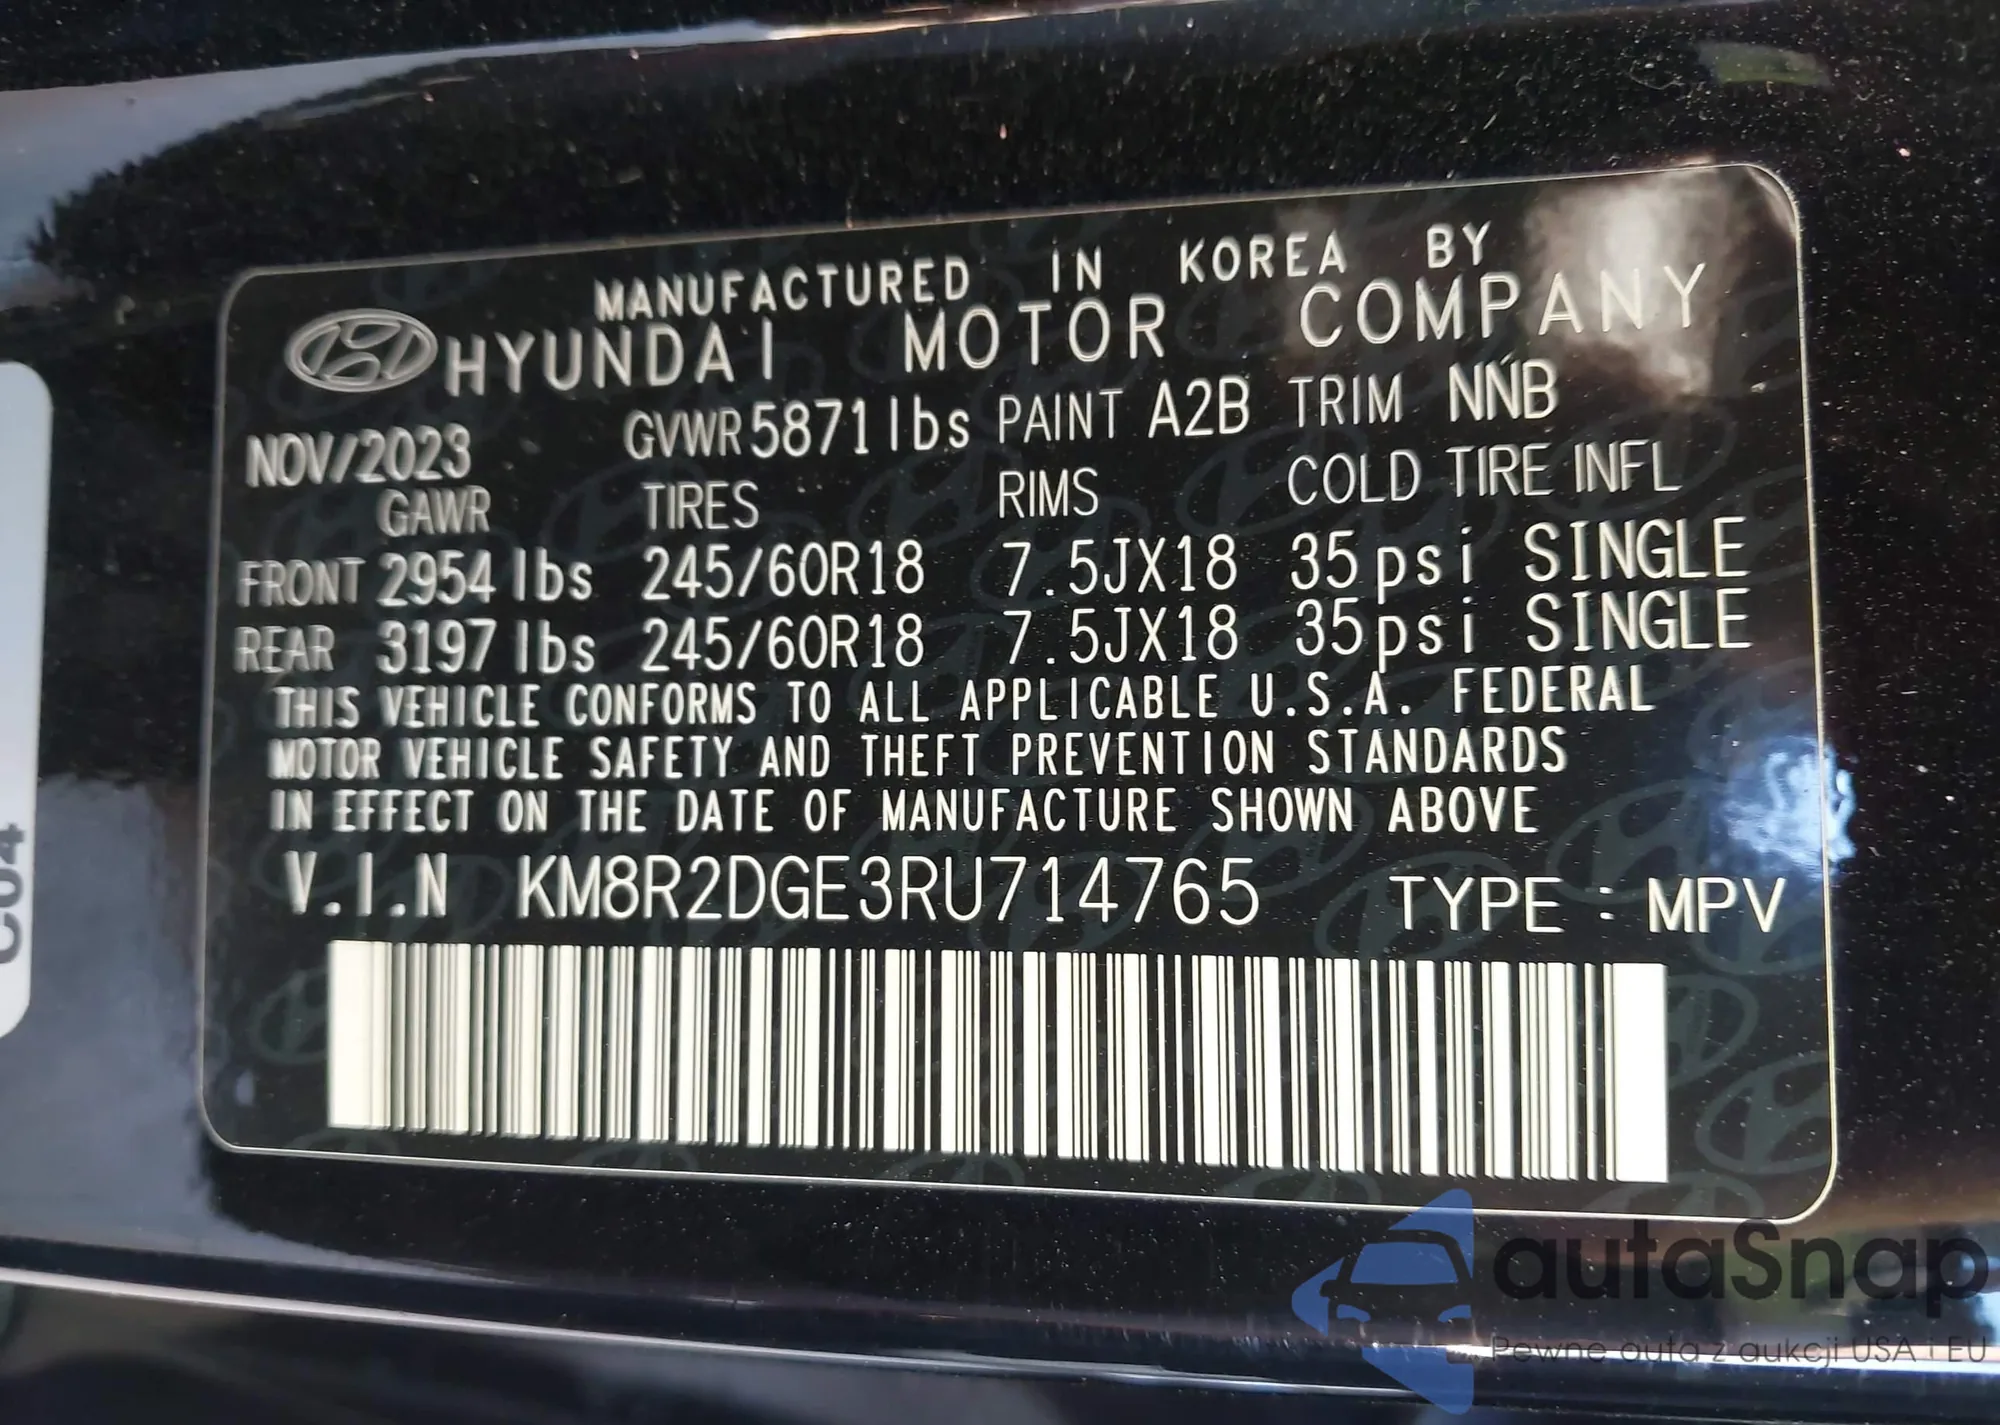 MANUFACTURED IN KOREA BY
HYUNDAI MOTOR COMPANY
NOV/2023 GVWR 5871 lbs PAINT A2B TRIM NNB
GAWR TIRES RIMS COLD TIRE INFL
FRONT 2954 lbs 245/60R18 7.5JX18 35psi SINGLE
REAR 3197 lbs 245/60R18 7.5JX18 35psi SINGLE
THIS VEHICLE CONFORMS TO ALL APPLICABLE U.S.A. FEDERAL
MOTOR VEHICLE SAFETY AND THEFT PREVENTION STANDARDS
IN EFFECT ON THE DATE OF MANUFACTURE SHOWN ABOVE
V.I.N KM8R2DGE3RU714765 TYPE : MPV
C04
autaSnap
Pewne auta z aukcji USA i EU